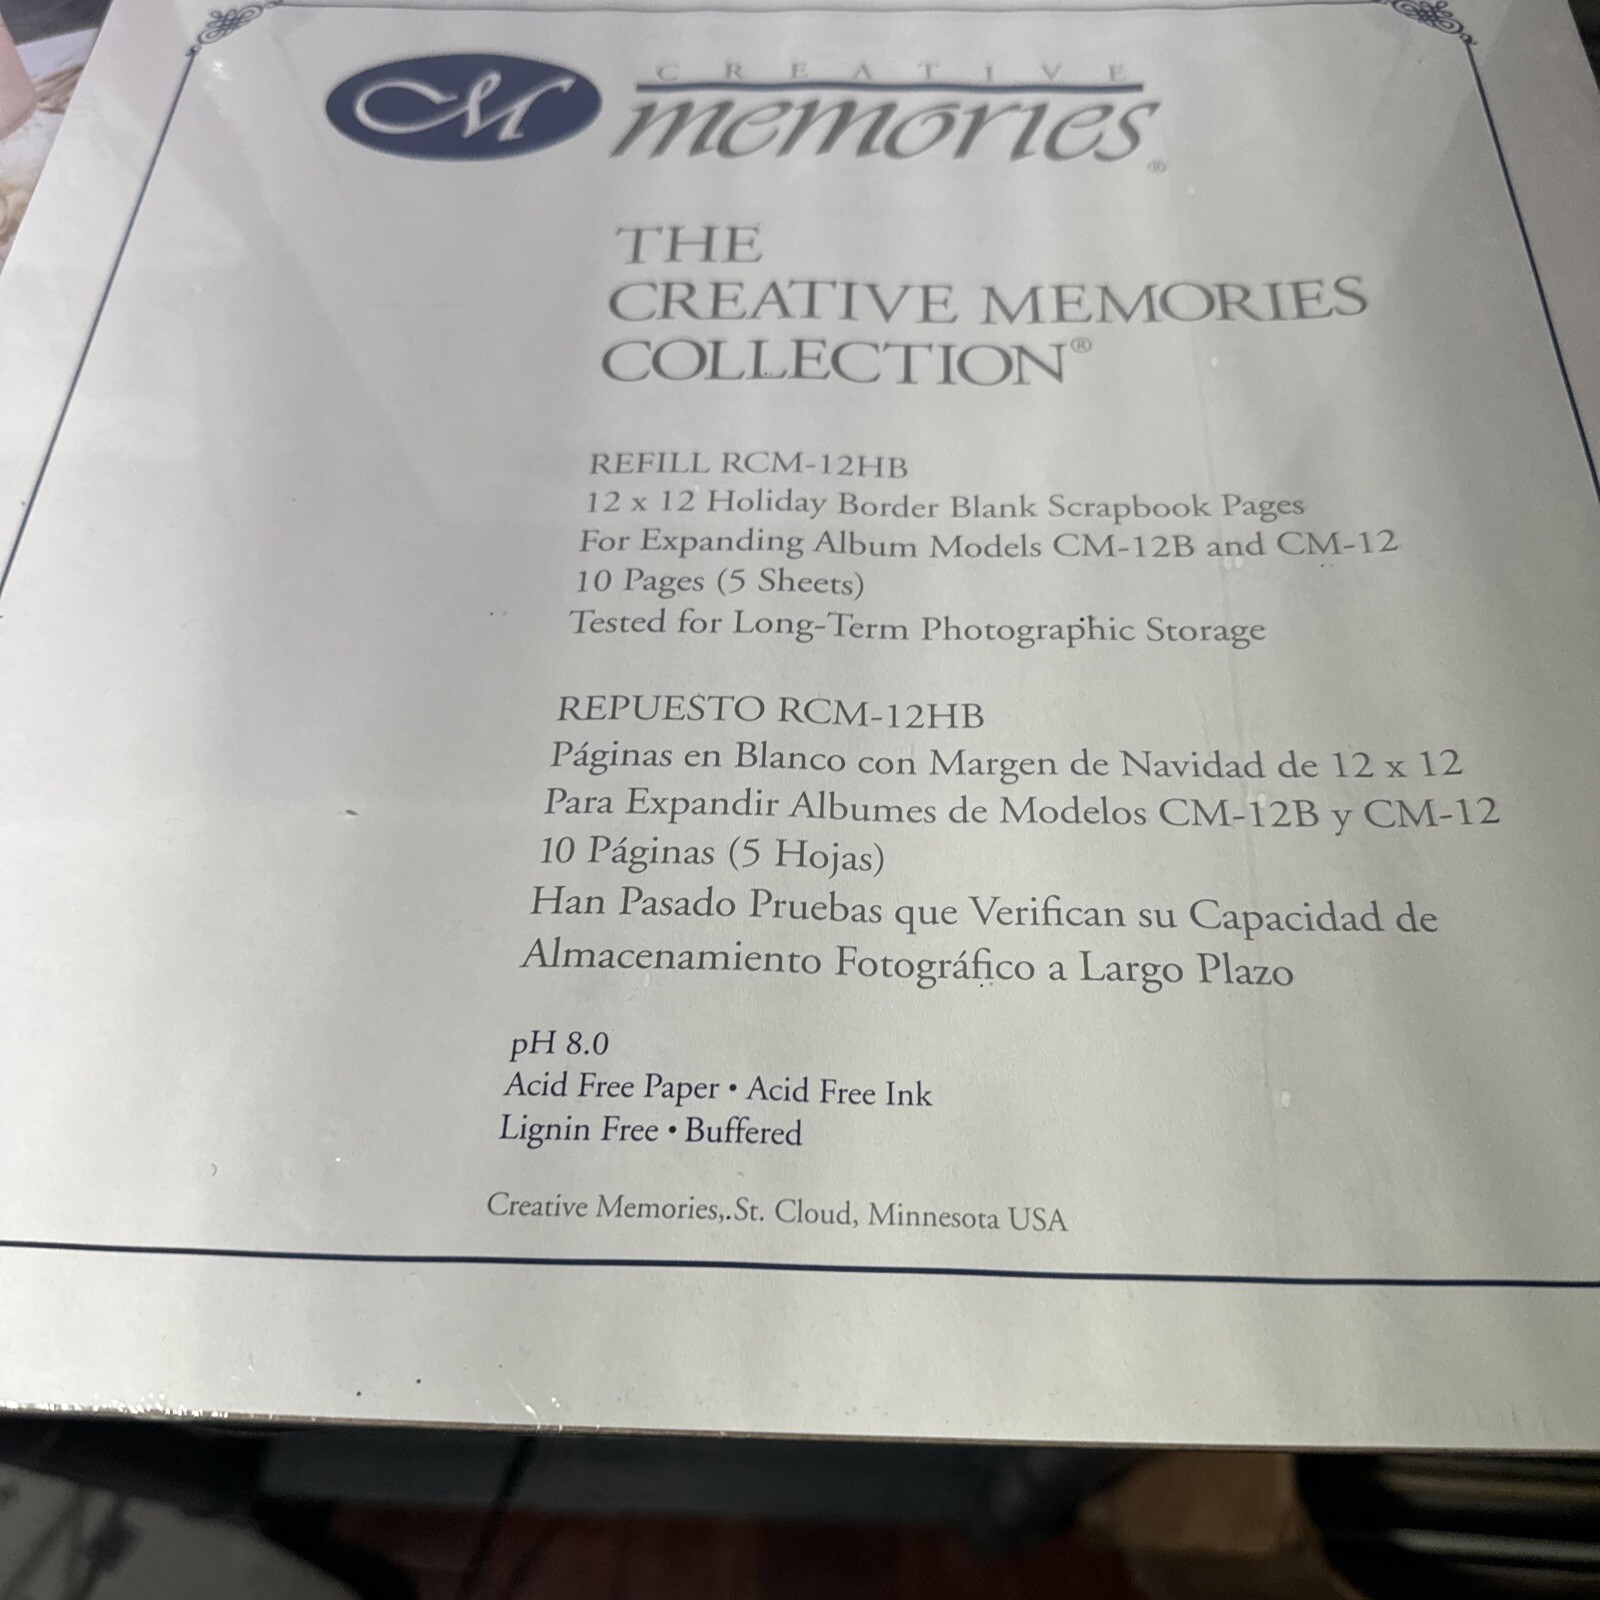 CM CREATIVE
memories®
THE
CREATIVE MEMORIES
COLLECTION®
REFILL RCM-12HB
12 x 12 Holiday Border Blank Scrapbook Pages
For Expanding Album Models CM-12B and CM-12
10 Pages (5 Sheets)
Tested for Long-Term Photographic Storage
REPUESTO RCM-12HB
Páginas en Blanco con Margen de Navidad de 12 x 12
Para Expandir Albumes de Modelos CM-12B y CM-12
10 Páginas (5 Hojas)
Han Pasado Pruebas que Verifican su Capacidad de
Almacenamiento Fotográfico a Largo Plazo
pH 8.0
Acid Free Paper • Acid Free Ink
Lignin Free • Buffered
Creative Memories, St. Cloud, Minnesota USA